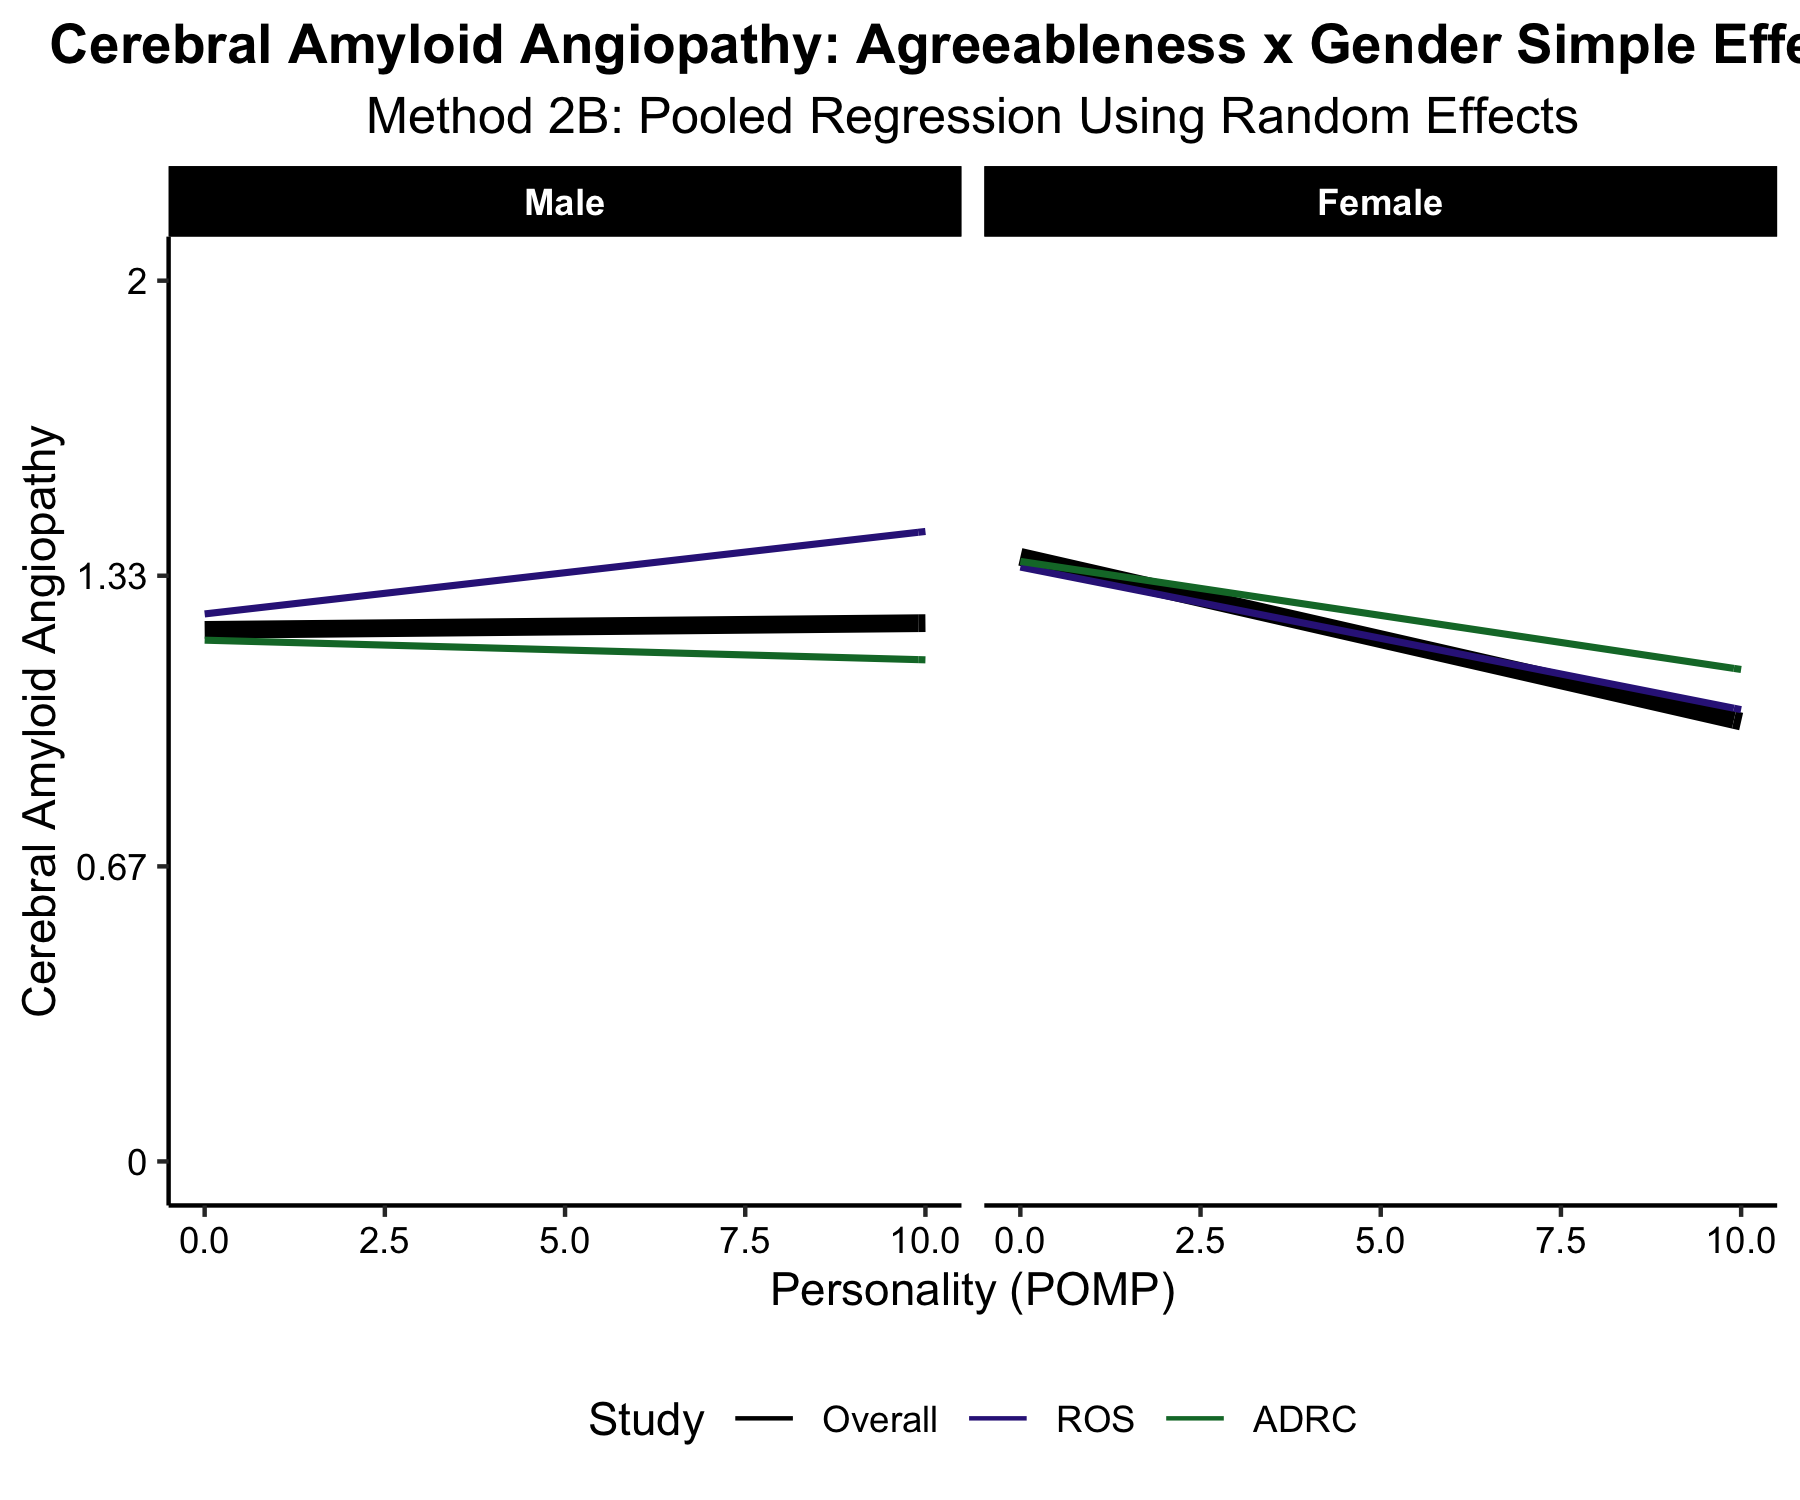 Cerebral Amyloid Angiopathy: Agreeableness x Gender Simple Effe
Method 2B: Pooled Regression Using Random Effects
Male
Female
Cerebral Amyloid Angiopathy
2
1.33
0.67
0
0.0 2.5 5.0 7.5 10.0 0.0 2.5 5.0 7.5 10.0
Personality (POMP)
Study Overall ROS ADRC